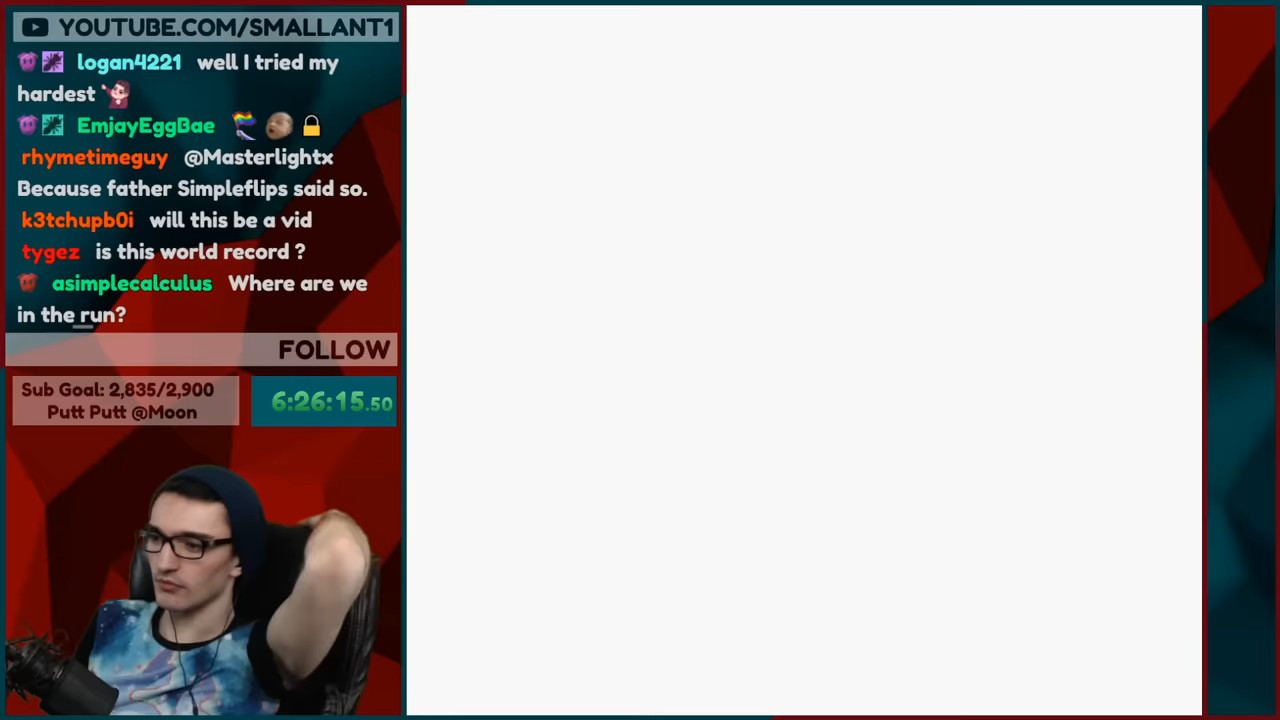 YOUTUBE.COM/SMALLANT1
logan4221 well I tried my
hardest
EmjayEggBae
rhymetimeguy @Masterlightx
Because father Simpleflips said so.
k3tchupb0i will this be a vid
tygez is this world record ?
asimplecalculus Where are we
in the run?
FOLLOW
Sub Goal: 2,835/2,900
Putt Putt @Moon
6:26:15.50